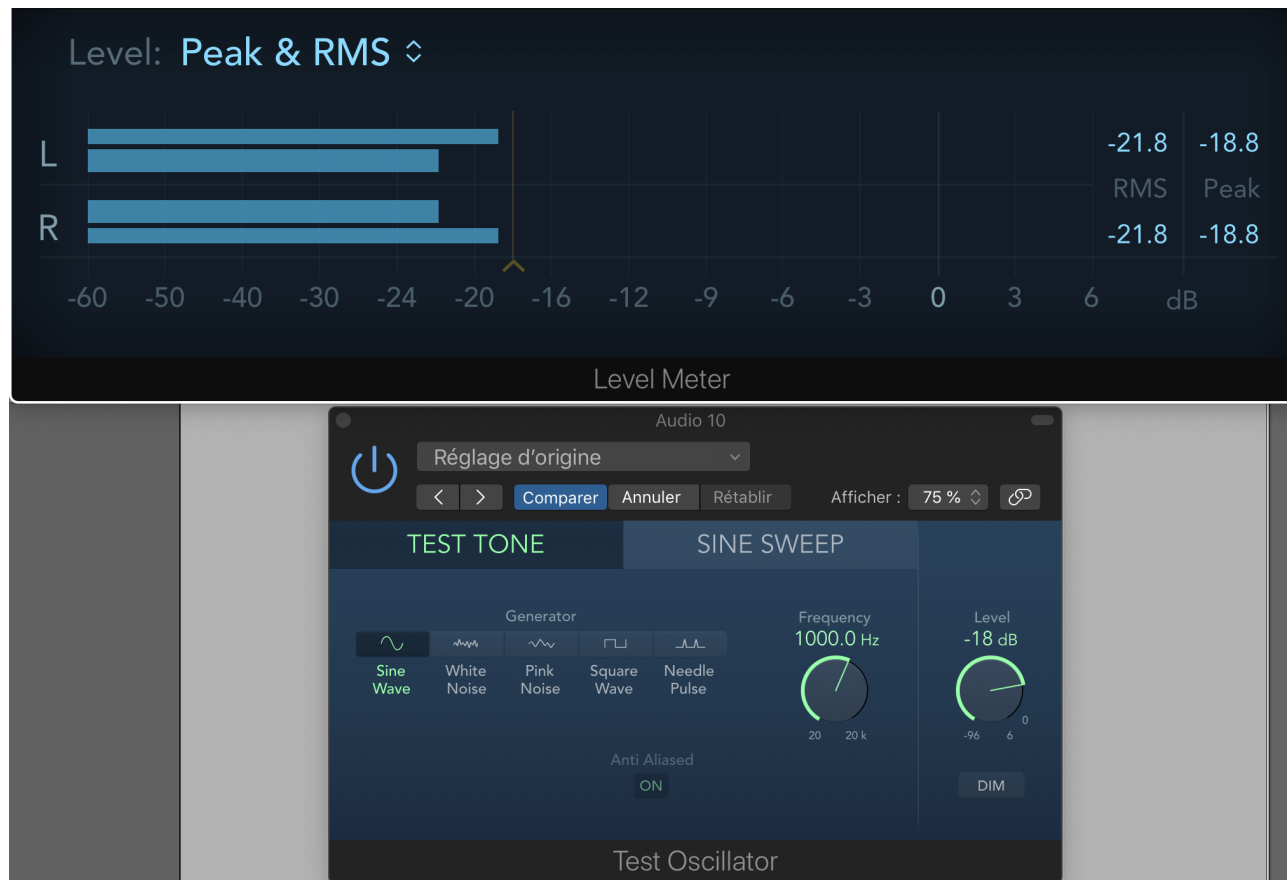 Level: Peak & RMS
L
-21.8 -18.8
RMS Peak
R
-21.8 -18.8
-60 -50 -40 -30 -24 -20 -16 -12 -9 -6 -3 0 3 6 dB
Level Meter
Audio 10
Réglage d'origine
Comparer Annuler Rétablir Afficher : 75 %
TEST TONE SINE SWEEP
Generator Frequency Level
1000.0 Hz -18 dB
Sine Wave White Noise Pink Noise Square Wave Needle Pulse
20 20 k -96 6 0
Anti Aliased
ON DIM
Test Oscillator